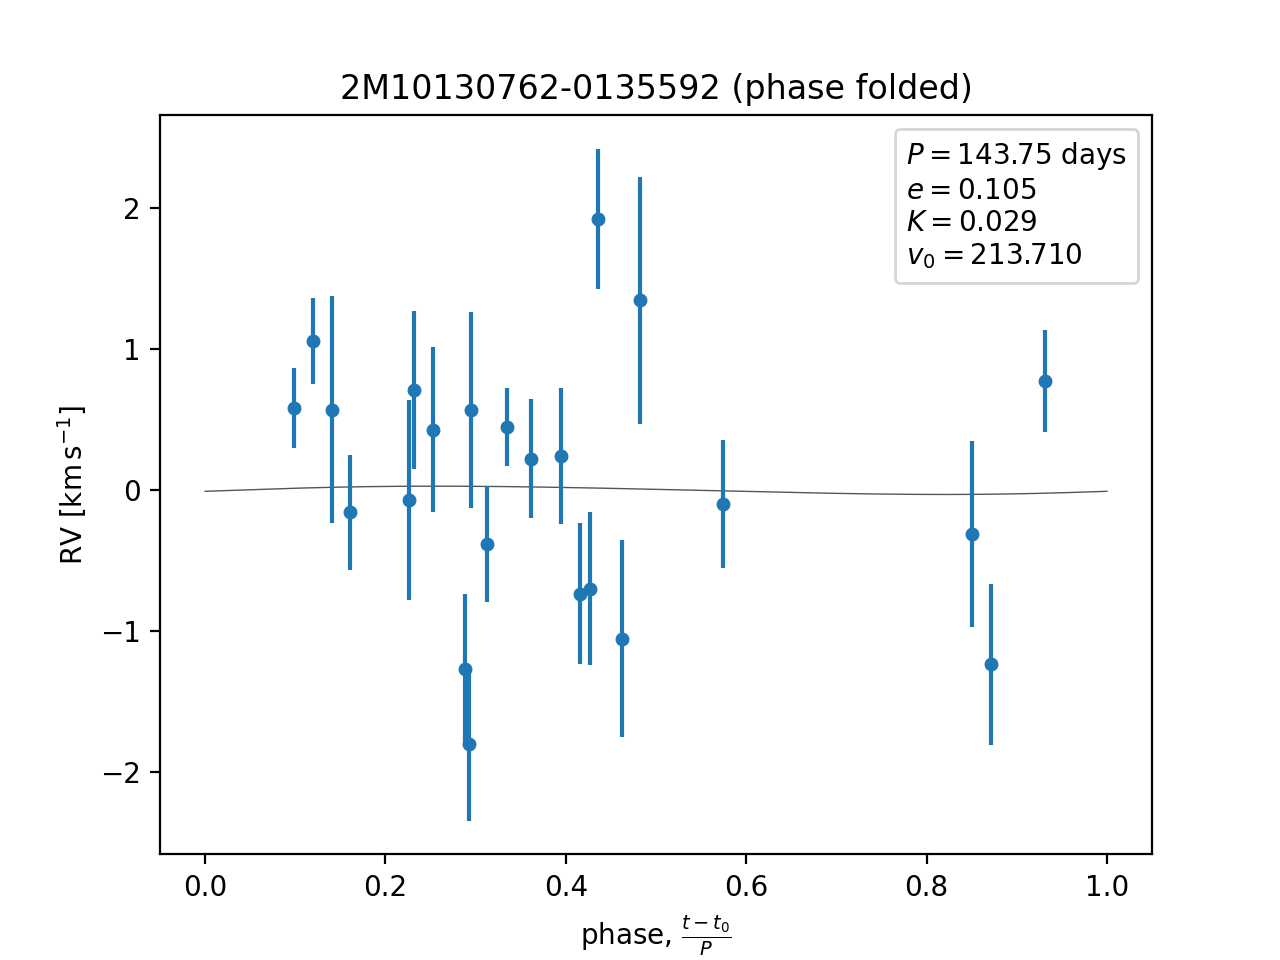 2M10130762-0135592 (phase folded)
P = 143.75 days
e = 0.105
K = 0.029
v₀ = 213.710
RV [km s⁻¹]
2
1
0
−1
−2
0.0 0.2 0.4 0.6 0.8 1.0
phase, (t − t₀)/P